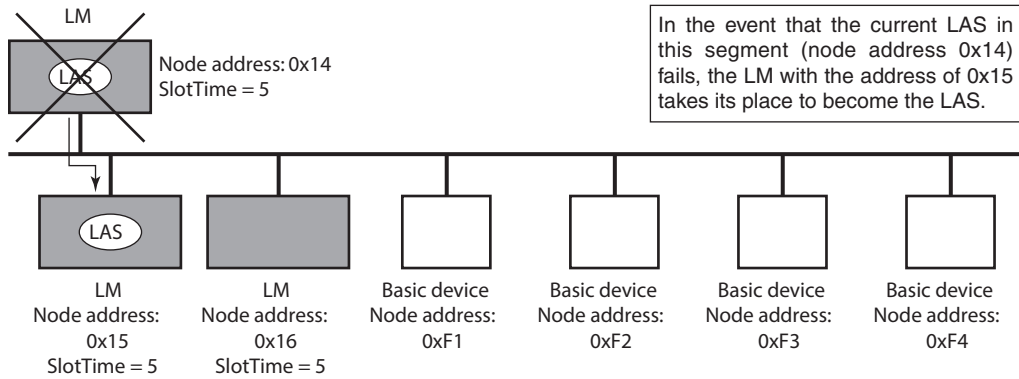 LM
LAS
Node address: 0x14
SlotTime = 5
In the event that the current LAS in
this segment (node address 0x14)
fails, the LM with the address of 0x15
takes its place to become the LAS.
LAS
LM
Node address:
0x15
SlotTime = 5
LM
Node address:
0x16
SlotTime = 5
Basic device
Node address:
0xF1
Basic device
Node address:
0xF2
Basic device
Node address:
0xF3
Basic device
Node address:
0xF4